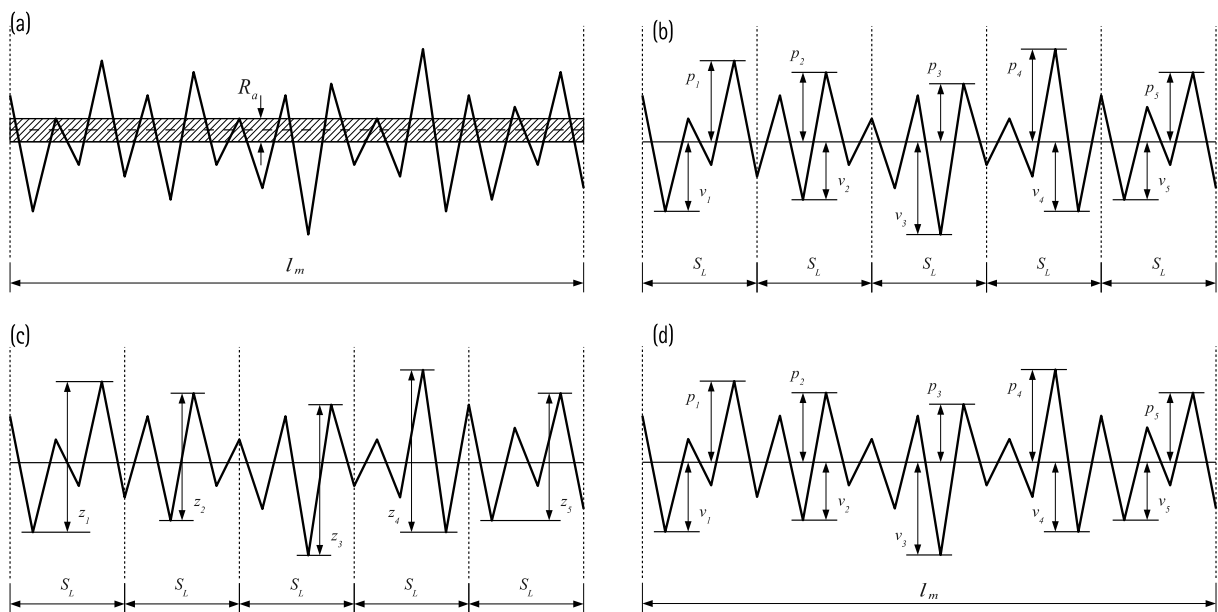 (a)
R_a
l_m
(b)
p_1
p_2
p_3
p_4
p_5
v_1
v_2
v_3
v_4
v_5
S_L S_L S_L S_L S_L
(c)
z_1
z_2
z_3
z_4
z_5
S_L S_L S_L S_L S_L
(d)
p_1
p_2
p_3
p_4
p_5
v_1
v_2
v_3
v_4
v_5
l_m